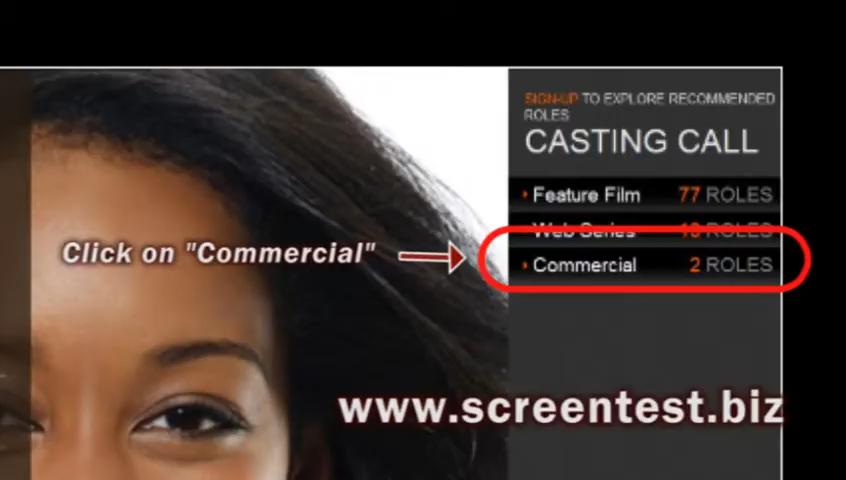 SIGN-UP TO EXPLORE RECOMMENDED
ROLES
CASTING CALL
Feature Film 77 ROLES
Web Series ROLES
Click on "Commercial"
Commercial 2 ROLES
www.screentest.biz